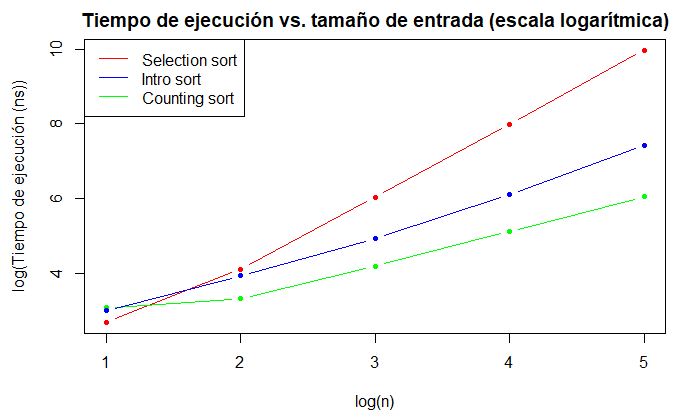 Tiempo de ejecución vs. tamaño de entrada (escala logarítmica)
Selection sort
Intro sort
Counting sort
log(Tiempo de ejecución (ns))
10
8
6
4
1 2 3 4 5
log(n)